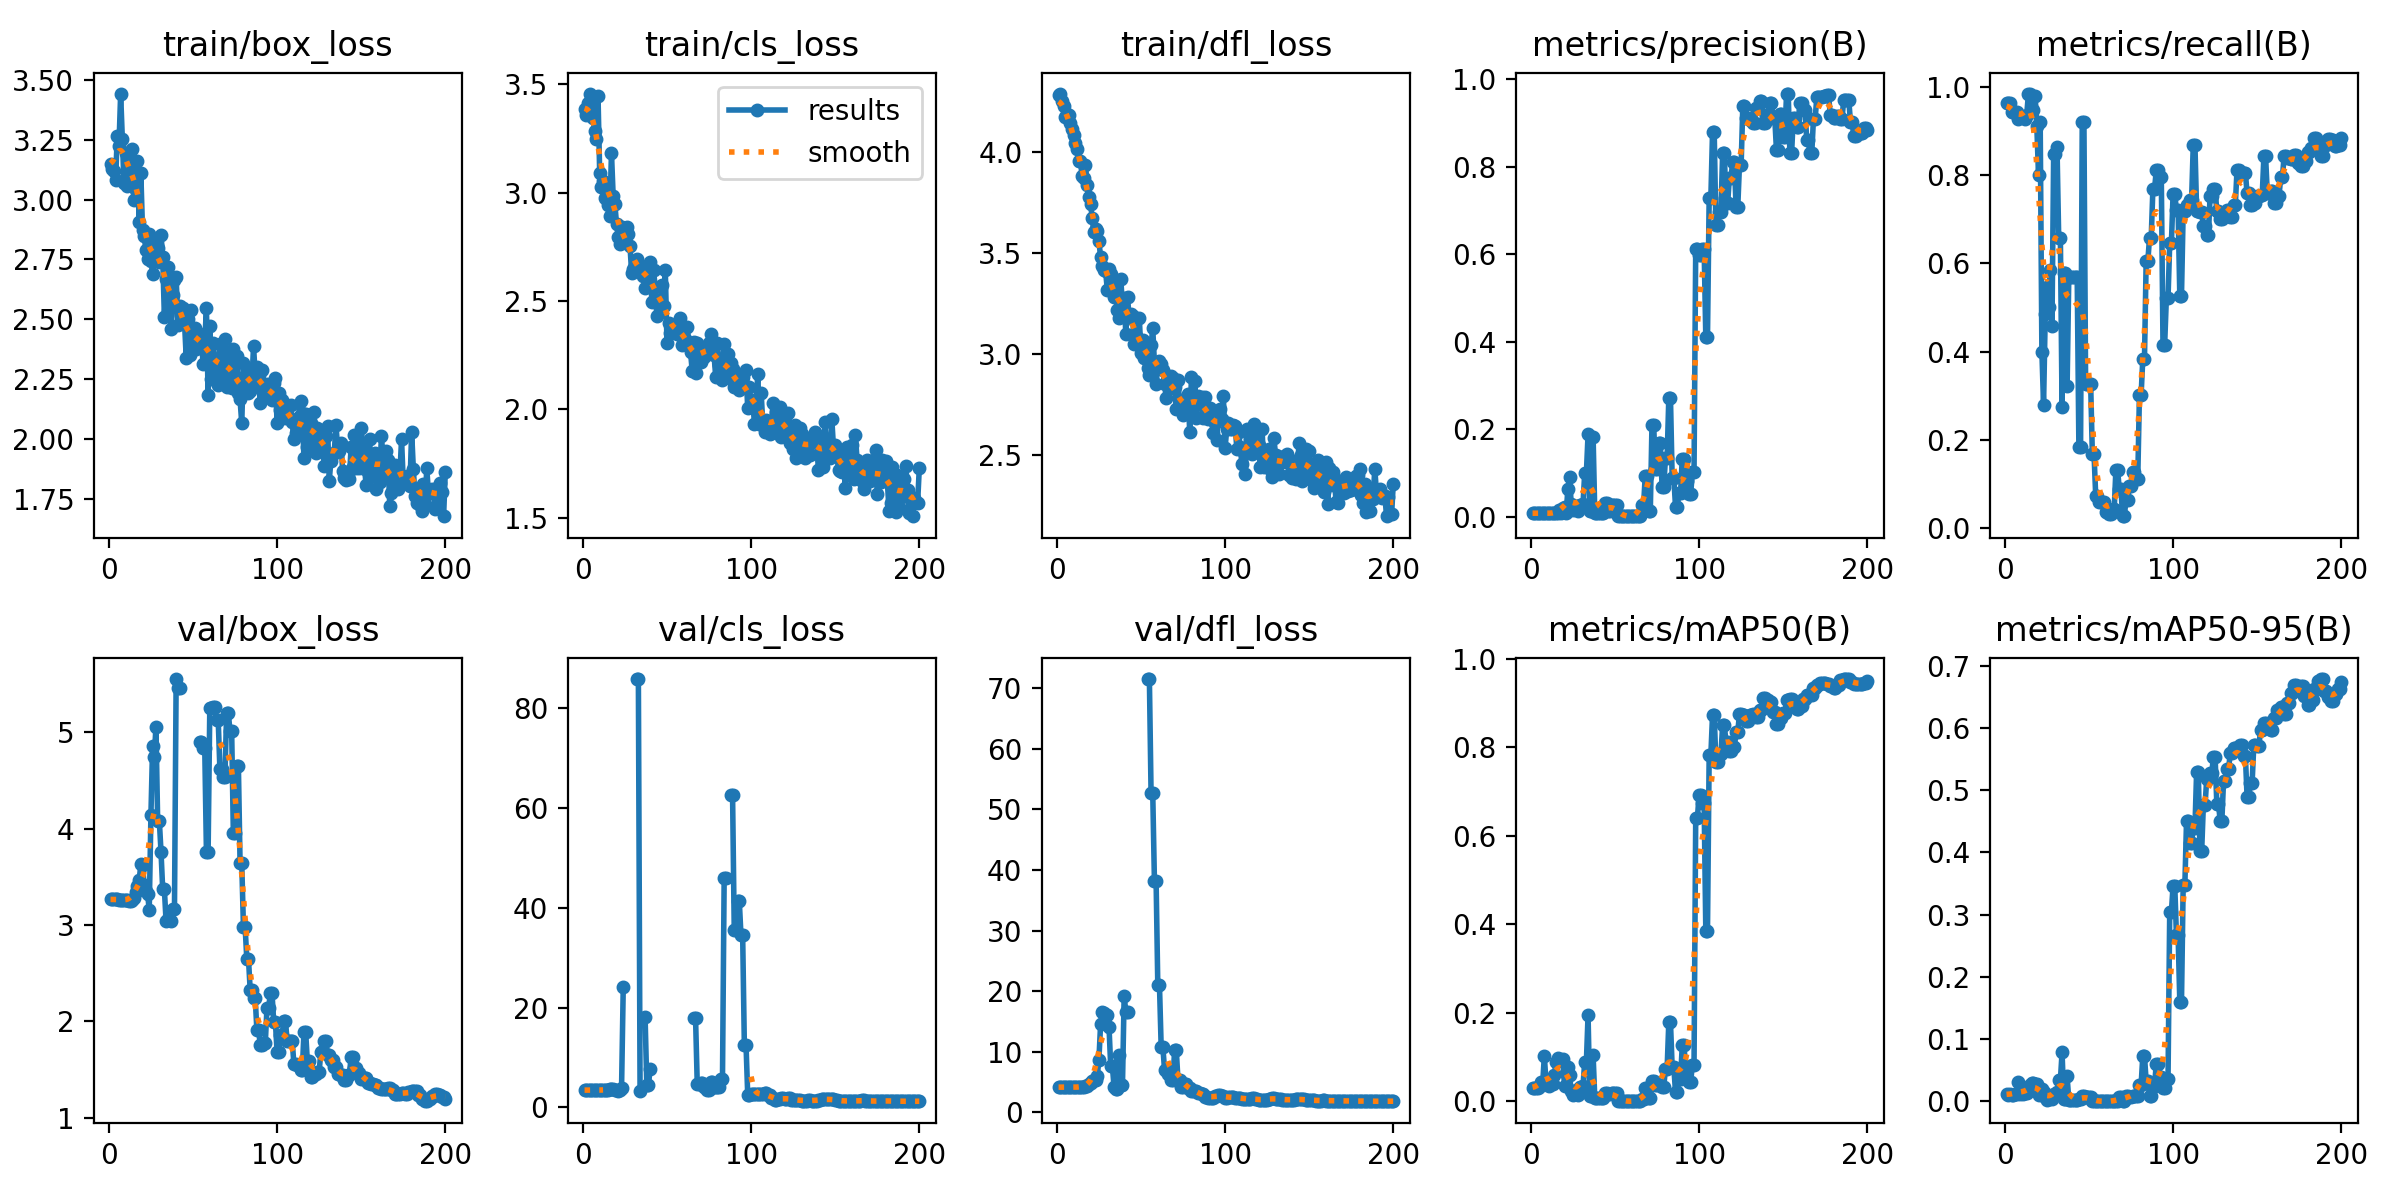 train/box_loss
3.50
3.25
3.00
2.75
2.50
2.25
2.00
1.75
0 100 200
train/cls_loss
3.5
3.0
2.5
2.0
1.5
0 100 200
results
smooth
train/dfl_loss
4.0
3.5
3.0
2.5
0 100 200
metrics/precision(B)
1.0
0.8
0.6
0.4
0.2
0.0
0 100 200
metrics/recall(B)
1.0
0.8
0.6
0.4
0.2
0.0
0 100 200
val/box_loss
5
4
3
2
1
0 100 200
val/cls_loss
80
60
40
20
0
0 100 200
val/dfl_loss
70
60
50
40
30
20
10
0
0 100 200
metrics/mAP50(B)
1.0
0.8
0.6
0.4
0.2
0.0
0 100 200
metrics/mAP50-95(B)
0.7
0.6
0.5
0.4
0.3
0.2
0.1
0.0
0 100 200